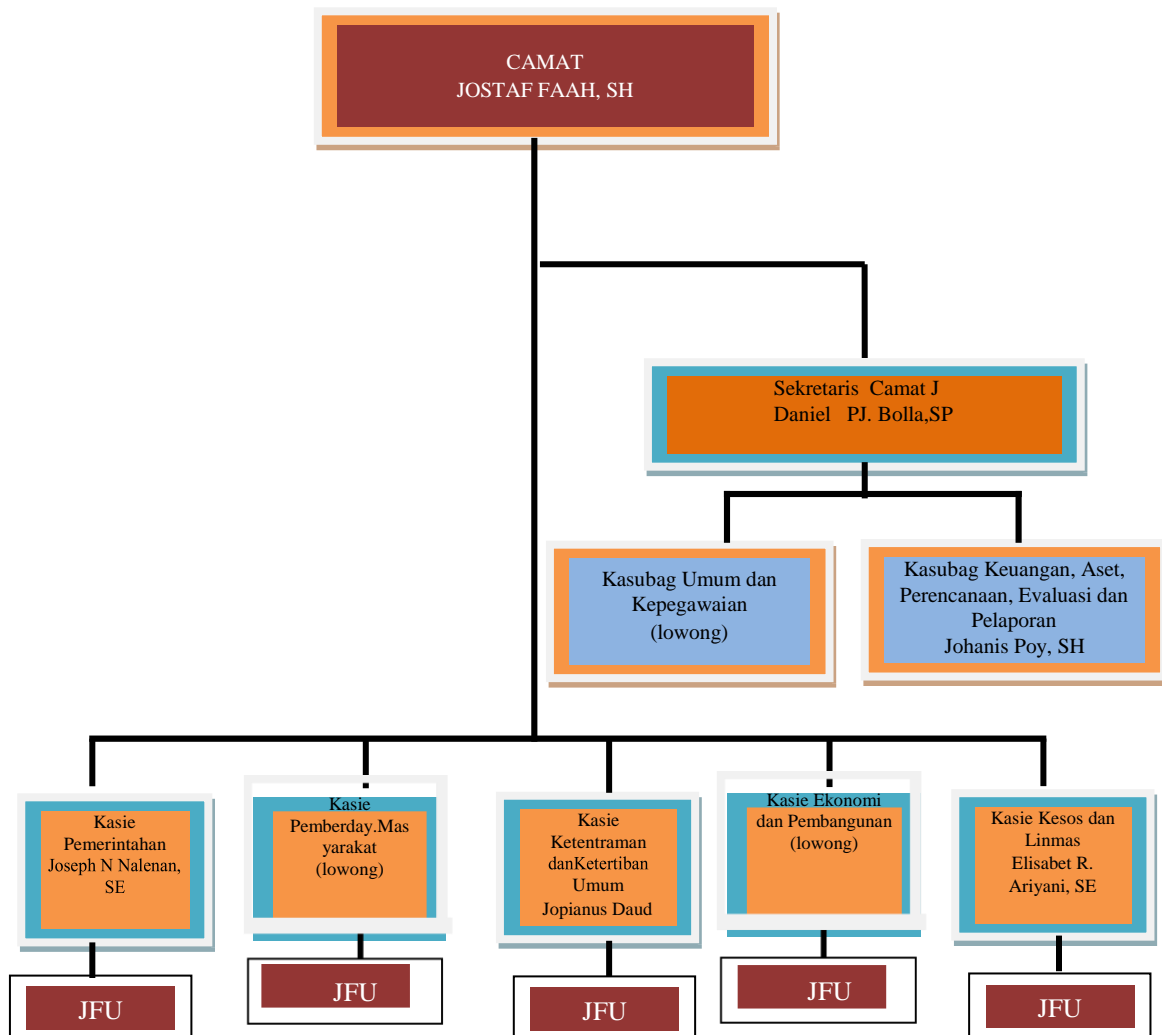 CAMAT
JOSTAF FAAH, SH
Sekretaris Camat J
Daniel PJ. Bolla,SP
Kasubag Umum dan
Kepegawaian
(lowong)
Kasubag Keuangan, Aset,
Perencanaan, Evaluasi dan
Pelaporan
Johanis Poy, SH
Kasie
Pemerintahan
Joseph N Nalenan,
SE
Kasie
Pemberday.Mas
yarakat
(lowong)
Kasie
Ketentraman
danKetertiban
Umum
Jopianus Daud
Kasie Ekonomi
dan Pembangunan
(lowong)
Kasie Kesos dan
Linmas
Elisabet R.
Ariyani, SE
JFU
JFU
JFU
JFU
JFU